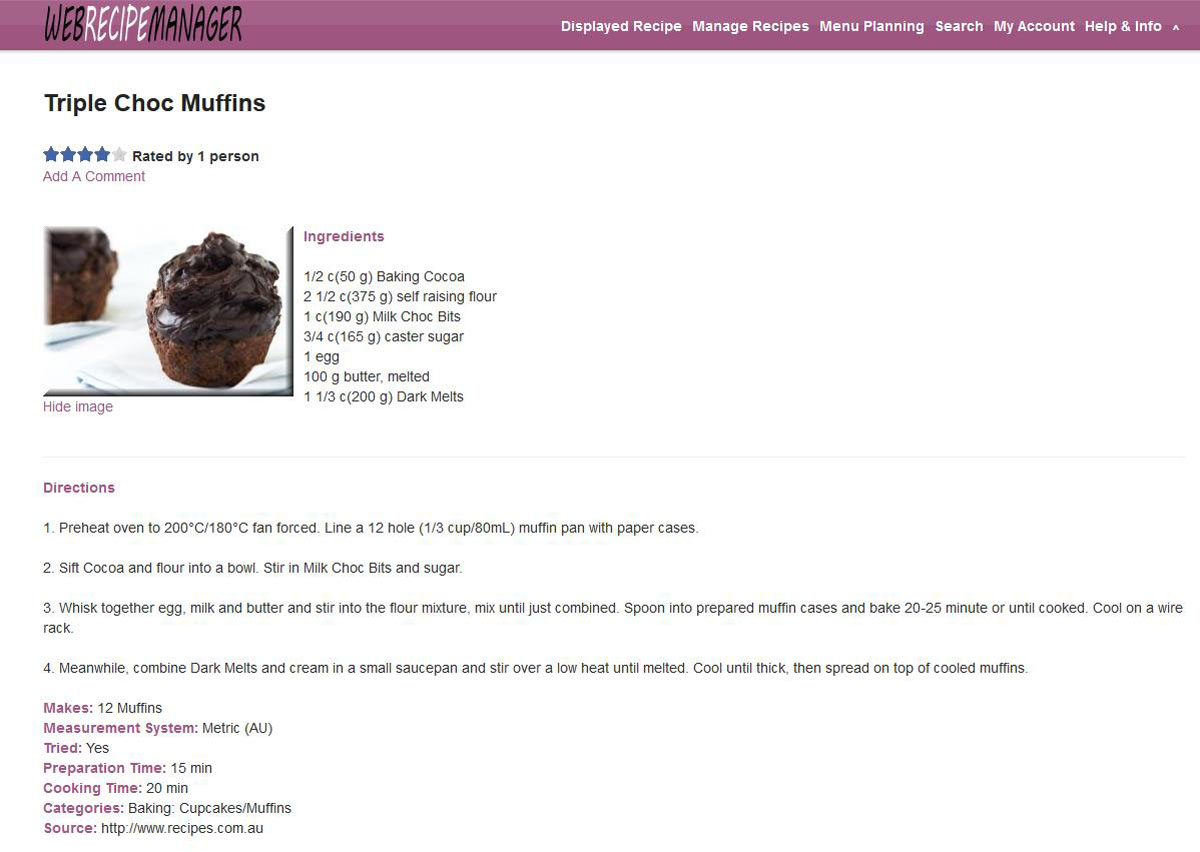 WEBRECIPEMANAGER
Displayed Recipe Manage Recipes Menu Planning Search My Account Help & Info ^
Triple Choc Muffins
Rated by 1 person
Add A Comment
Ingredients
1/2 c(50 g) Baking Cocoa
2 1/2 c(375 g) self raising flour
1 c(190 g) Milk Choc Bits
3/4 c(165 g) caster sugar
1 egg
100 g butter, melted
1 1/3 c(200 g) Dark Melts
Hide image
Directions
1. Preheat oven to 200°C/180°C fan forced. Line a 12 hole (1/3 cup/80mL) muffin pan with paper cases.
2. Sift Cocoa and flour into a bowl. Stir in Milk Choc Bits and sugar.
3. Whisk together egg, milk and butter and stir into the flour mixture, mix until just combined. Spoon into prepared muffin cases and bake 20-25 minute or until cooked. Cool on a wire
rack.
4. Meanwhile, combine Dark Melts and cream in a small saucepan and stir over a low heat until melted. Cool until thick, then spread on top of cooled muffins.
Makes: 12 Muffins
Measurement System: Metric (AU)
Tried: Yes
Preparation Time: 15 min
Cooking Time: 20 min
Categories: Baking: Cupcakes/Muffins
Source: http://www.recipes.com.au